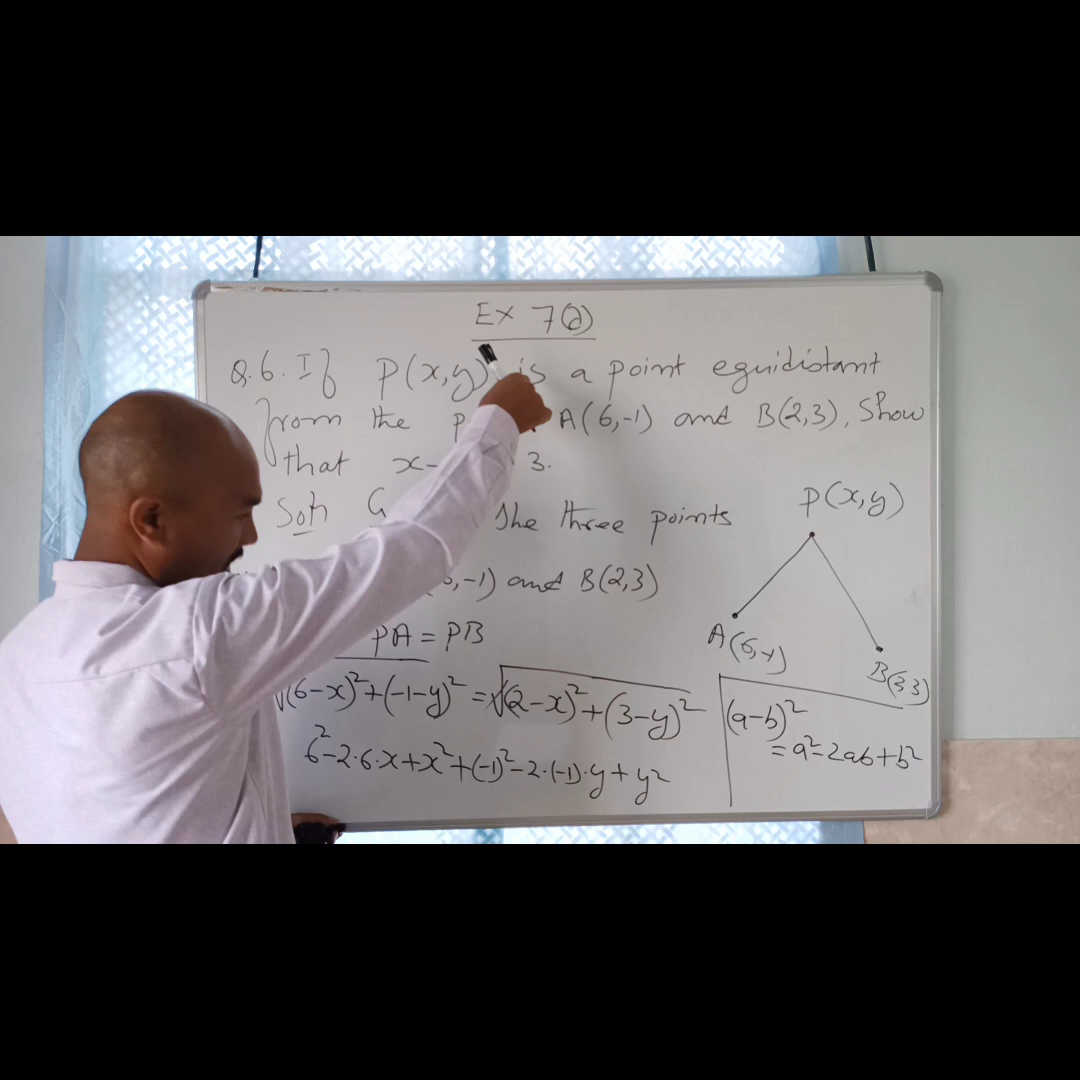 Ex 7(a)
Q.6. If P(x,y) is a point equidistant
from the A(6,-1) and B(2,3), Show
that x- 3.
Soln the three points
,-1) and B(2,3)
PA = PB
√(6-x)²+(-1-y)² = √(2-x)²+(3-y)²
6²-2·6·x+x²+(-1)²-2·(-1)·y+y²
P(x,y)
A(6,-1)
B(2,3)
(a-b)²
= a²-2ab+b²